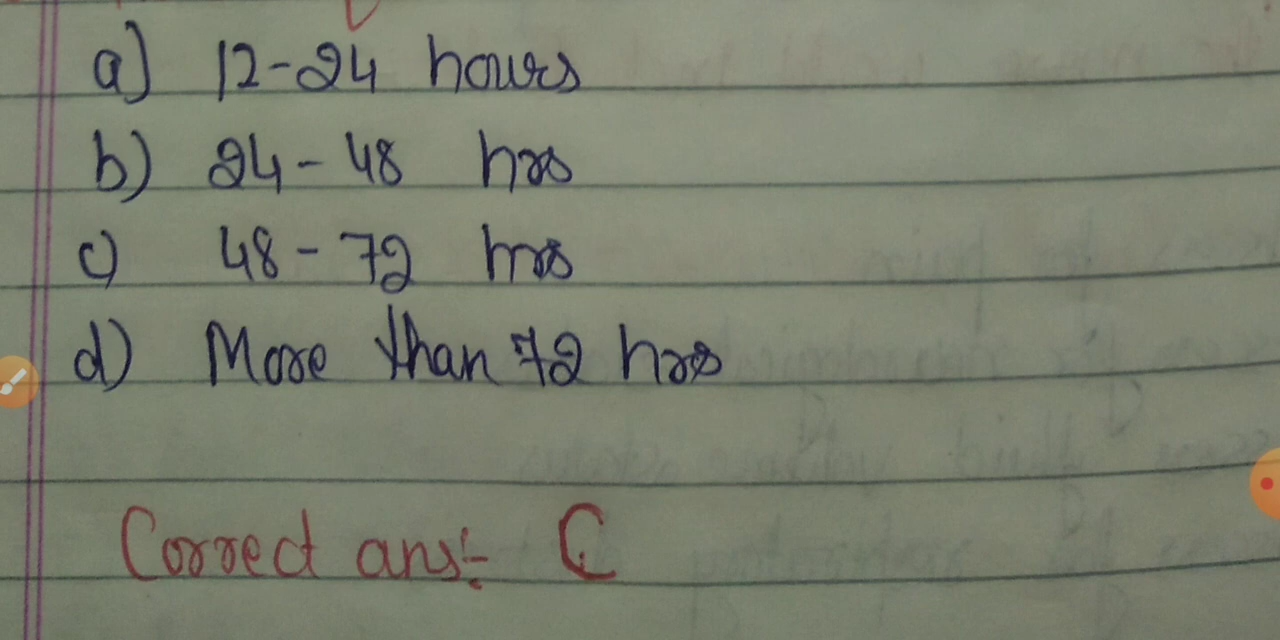 a) 12-24 hours
b) 24-48 hrs
c) 48-72 hrs
d) More than 72 hrs
Correct ans:- C